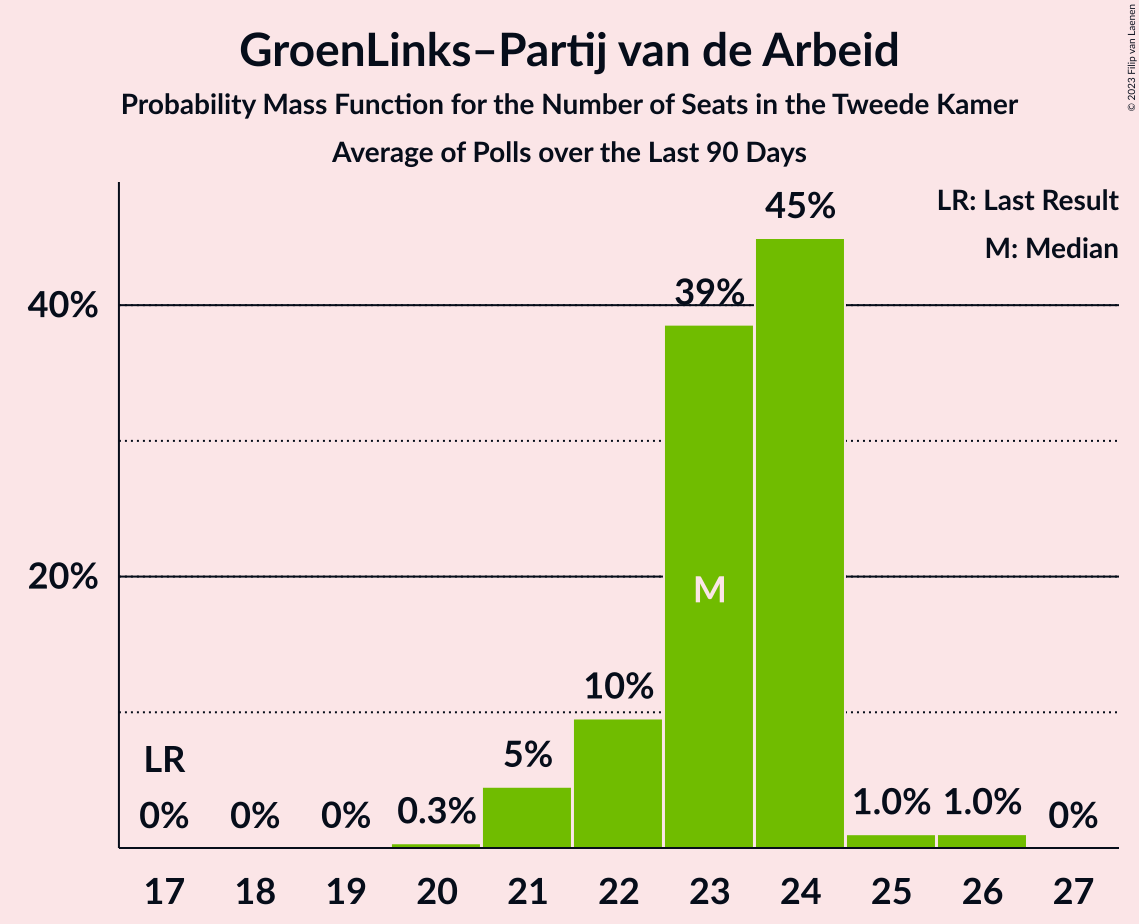 GroenLinks–Partij van de Arbeid
Probability Mass Function for the Number of Seats in the Tweede Kamer
Average of Polls over the Last 90 Days
© 2023 Filip van Laenen
LR: Last Result
M: Median
40%
20%
LR
0%
0%
0%
0.3%
5%
10%
39%
M
45%
1.0%
1.0%
0%
17 18 19 20 21 22 23 24 25 26 27